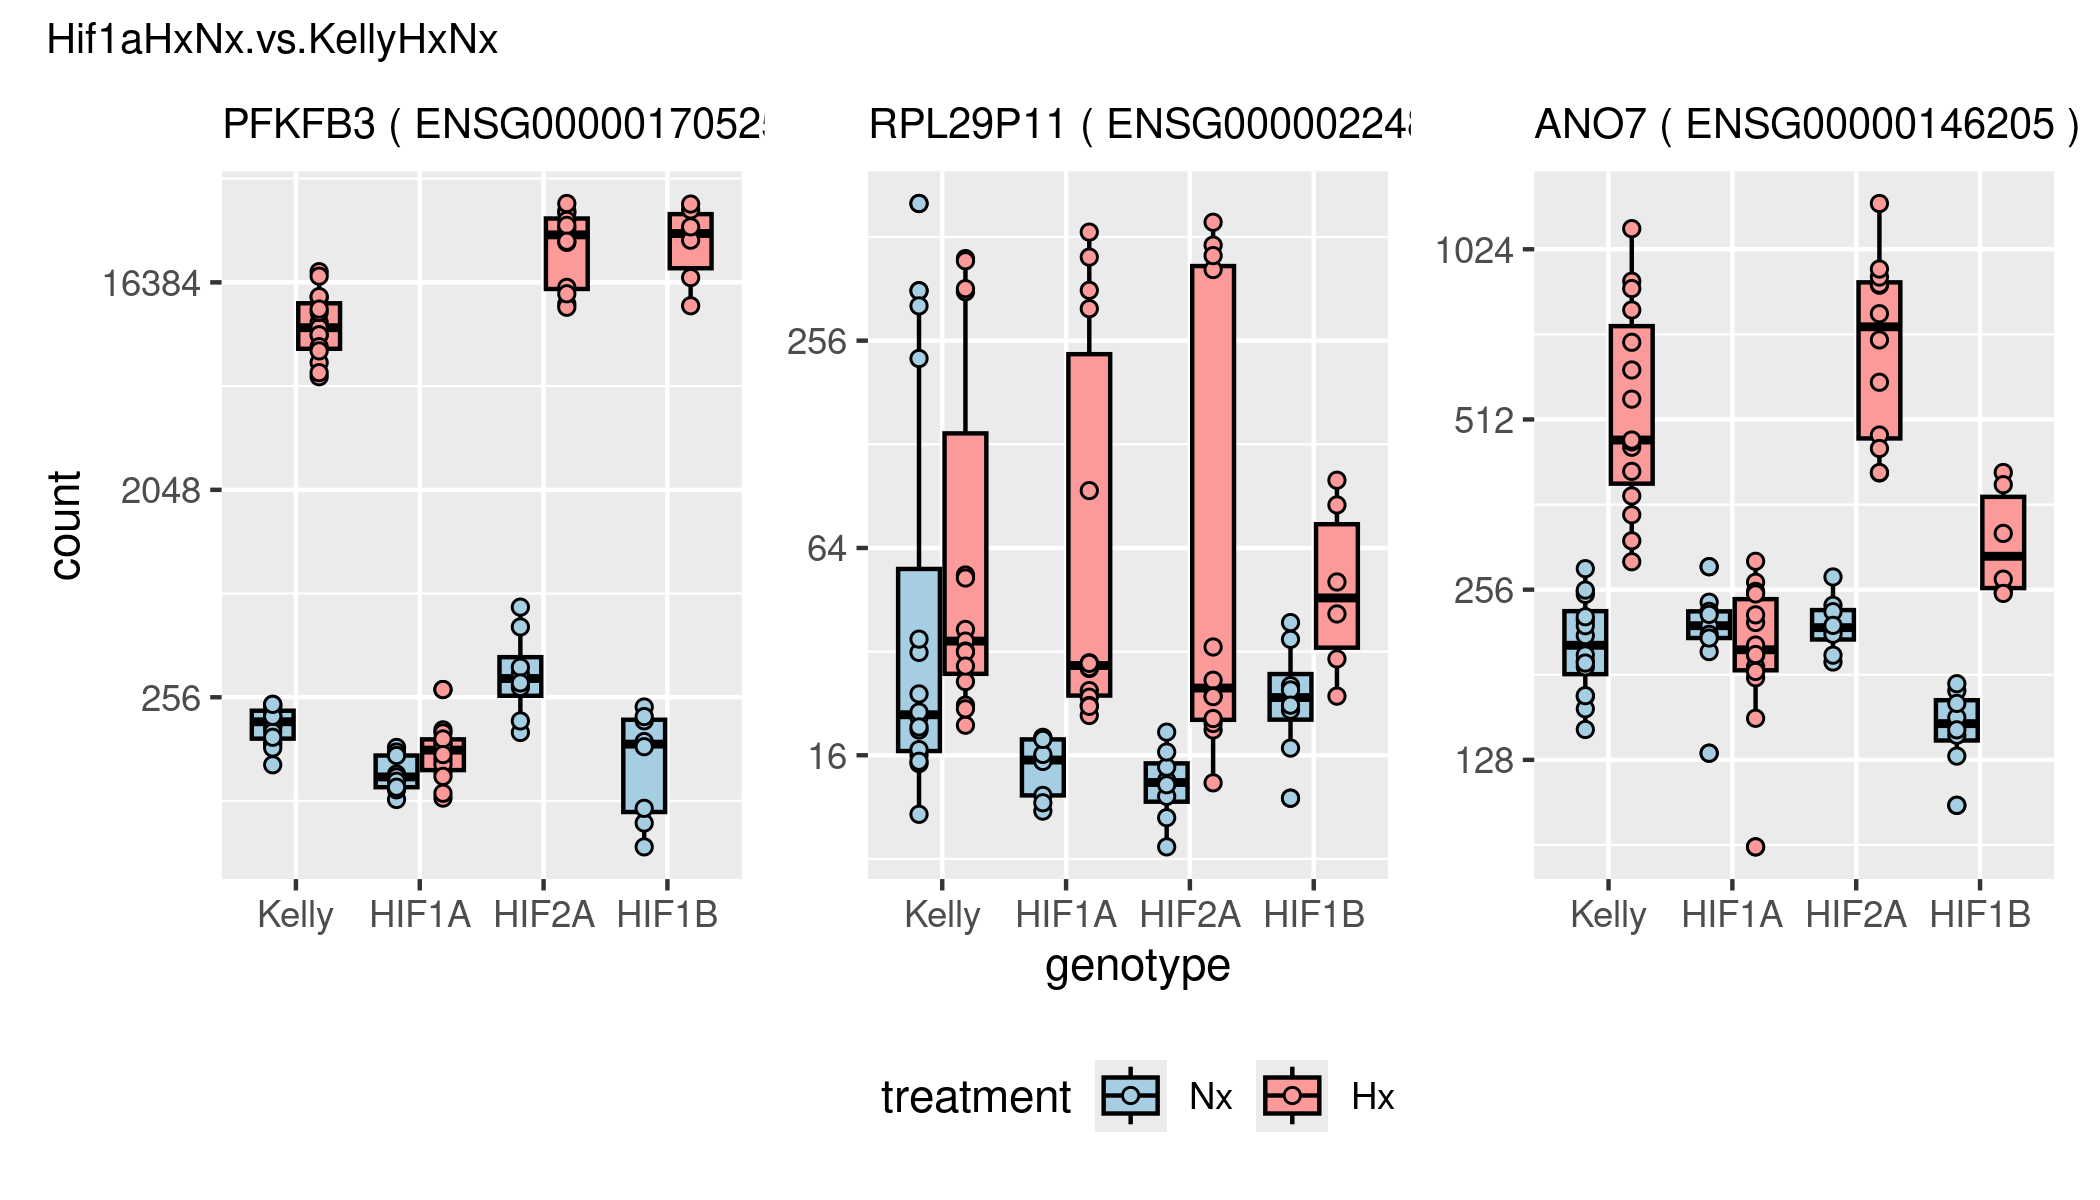 Hif1aHxNx.vs.KellyHxNx
PFKFB3 ( ENSG0000017052
RPL29P11 ( ENSG00000224
ANO7 ( ENSG00000146205 )
count
16384
2048
256
256
64
16
1024
512
256
128
Kelly HIF1A HIF2A HIF1B
Kelly HIF1A HIF2A HIF1B
Kelly HIF1A HIF2A HIF1B
genotype
treatment Nx Hx